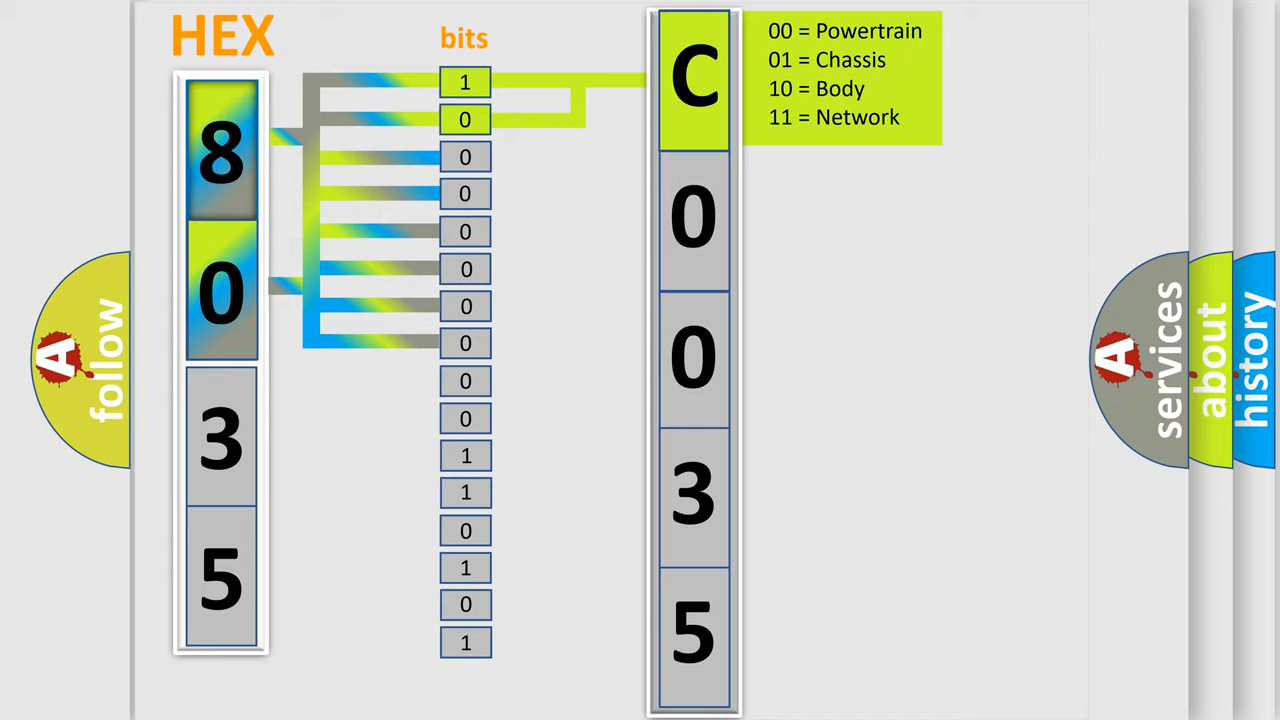 HEX
bits
8
0
3
5
1
0
0
0
0
0
0
0
0
0
1
1
0
1
0
1
C
0
0
3
5
00 = Powertrain
01 = Chassis
10 = Body
11 = Network
A
follow
A
services
about
history